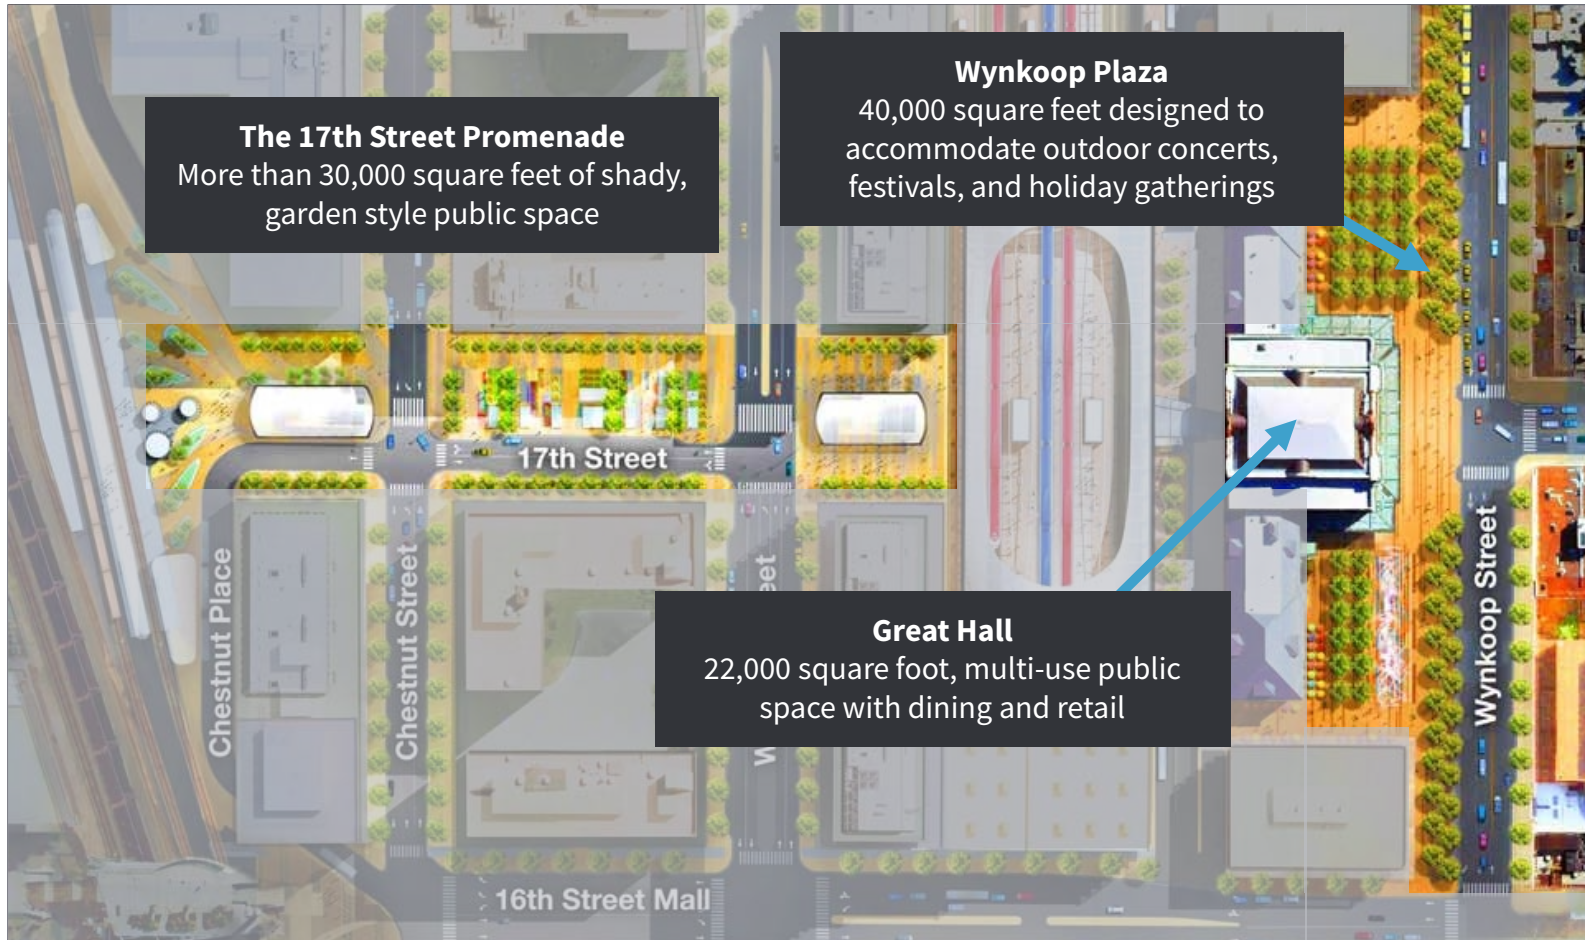 The 17th Street Promenade
More than 30,000 square feet of shady,
garden style public space
Wynkoop Plaza
40,000 square feet designed to
accommodate outdoor concerts,
festivals, and holiday gatherings
17th Street
Great Hall
22,000 square foot, multi-use public
space with dining and retail
Chestnut Place
Chestnut Street
Wynkoop Street
16th Street Mall